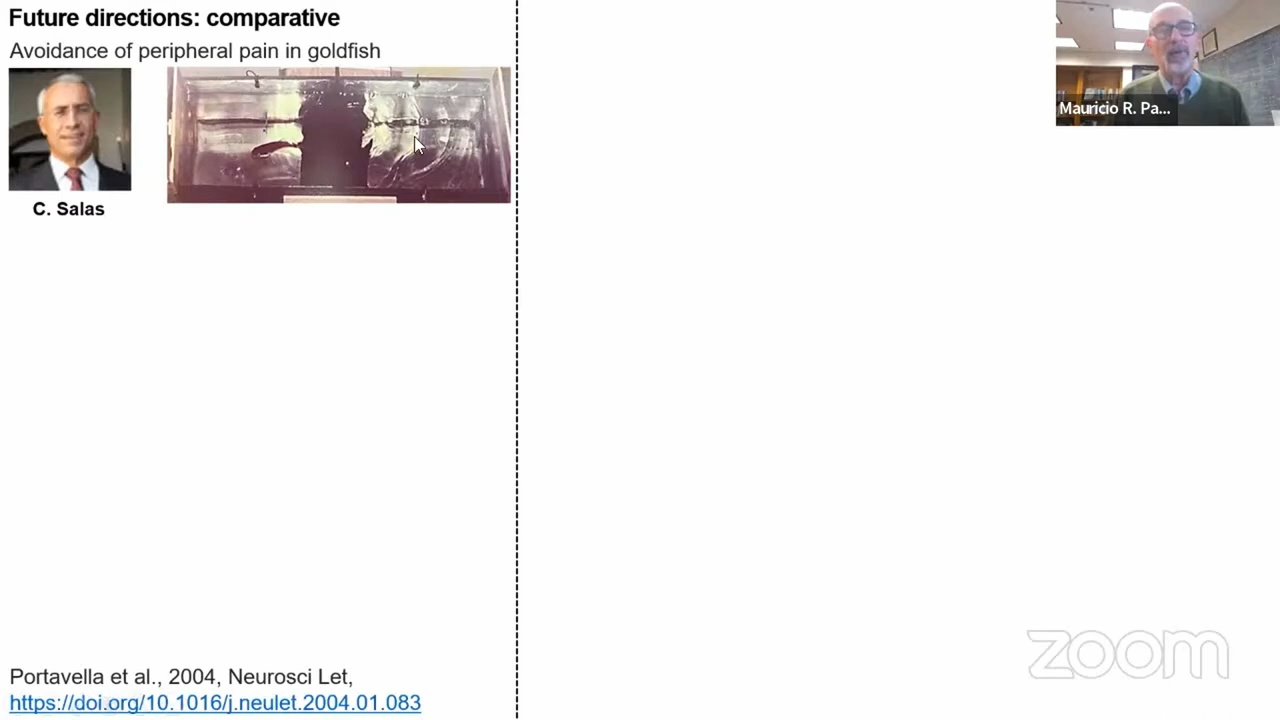 Future directions: comparative
Avoidance of peripheral pain in goldfish
Mauricio R. Pa...
C. Salas
zoom
Portavella et al., 2004, Neurosci Let,
https://doi.org/10.1016/j.neulet.2004.01.083